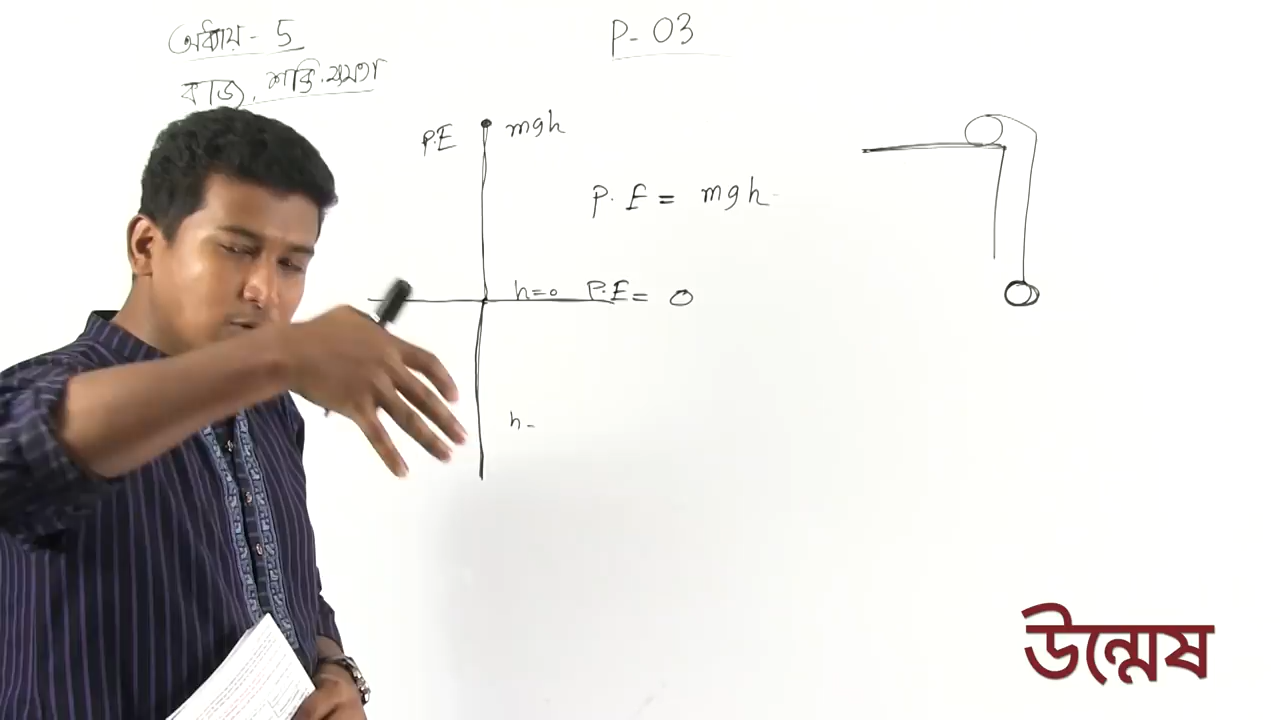 অধ্যায় - 5
P- 03
কাজ, শক্তি, ক্ষমতা
P.E mgh
P.E = mgh
h=0 P.E = 0
h -
উন্মেষ